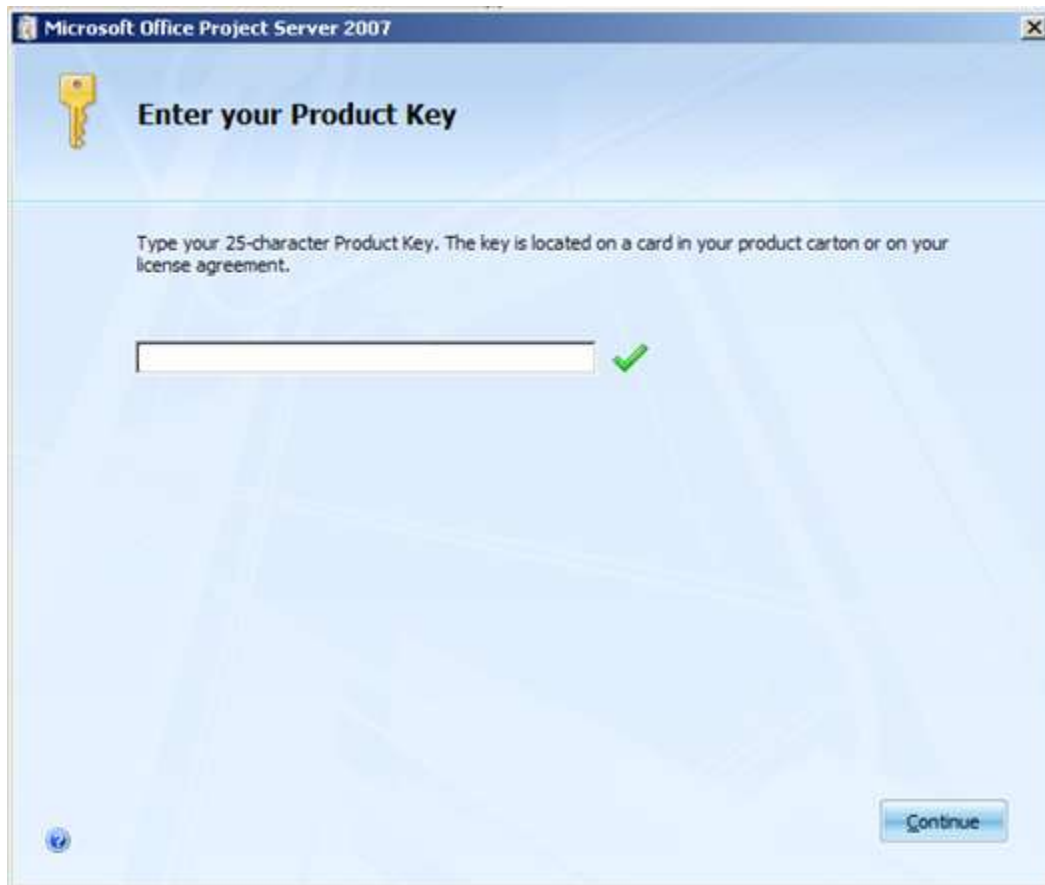 Microsoft Office Project Server 2007
Enter your Product Key
Type your 25-character Product Key. The key is located on a card in your product carton or on your
license agreement.
Continue